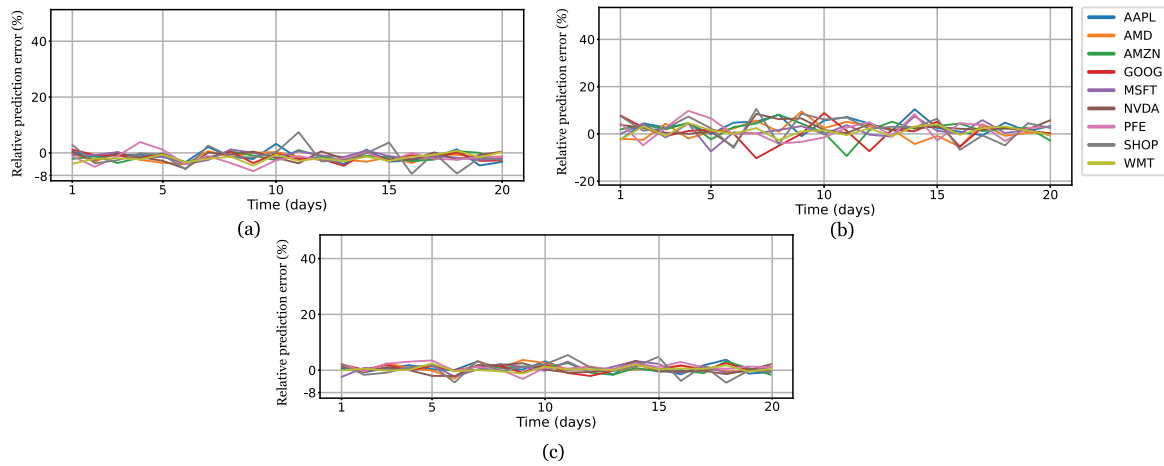 Relative prediction error (%)
40
20
0
-8
1
5
10
15
20
Time (days)
(a)
Relative prediction error (%)
40
20
0
-20
1
5
10
15
20
Time (days)
(b)
AAPL
AMD
AMZN
GOOG
MSFT
NVDA
PFE
SHOP
WMT
Relative prediction error (%)
40
20
0
-8
1
5
10
15
20
Time (days)
(c)